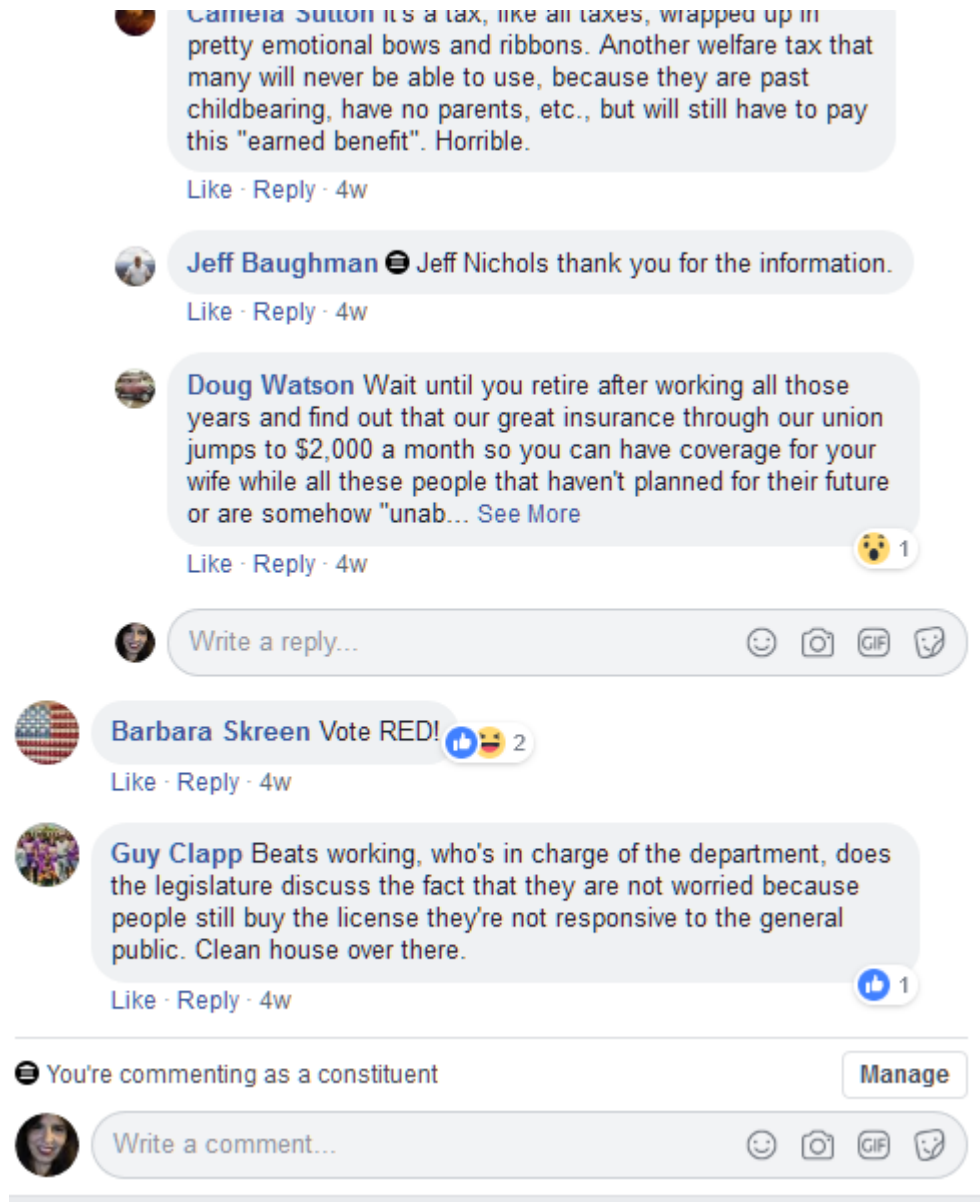 Camela Sutton It's a tax, like all taxes, wrapped up in
pretty emotional bows and ribbons. Another welfare tax that
many will never be able to use, because they are past
childbearing, have no parents, etc., but will still have to pay
this "earned benefit". Horrible.
Like · Reply · 4w
Jeff Baughman Jeff Nichols thank you for the information.
Like · Reply · 4w
Doug Watson Wait until you retire after working all those
years and find out that our great insurance through our union
jumps to $2,000 a month so you can have coverage for your
wife while all these people that haven't planned for their future
or are somehow "unab... See More
1
Like · Reply · 4w
Write a reply...
GIF
Barbara Skreen Vote RED!
2
Like · Reply · 4w
Guy Clapp Beats working, who's in charge of the department, does
the legislature discuss the fact that they are not worried because
people still buy the license they're not responsive to the general
public. Clean house over there.
1
Like · Reply · 4w
You're commenting as a constituent
Manage
Write a comment...
GIF